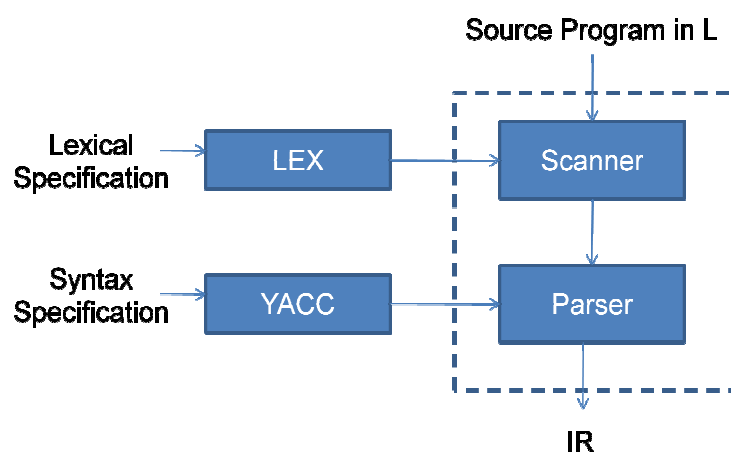 Source Program in L
Lexical
Specification
LEX
Scanner
Syntax
Specification
YACC
Parser
IR